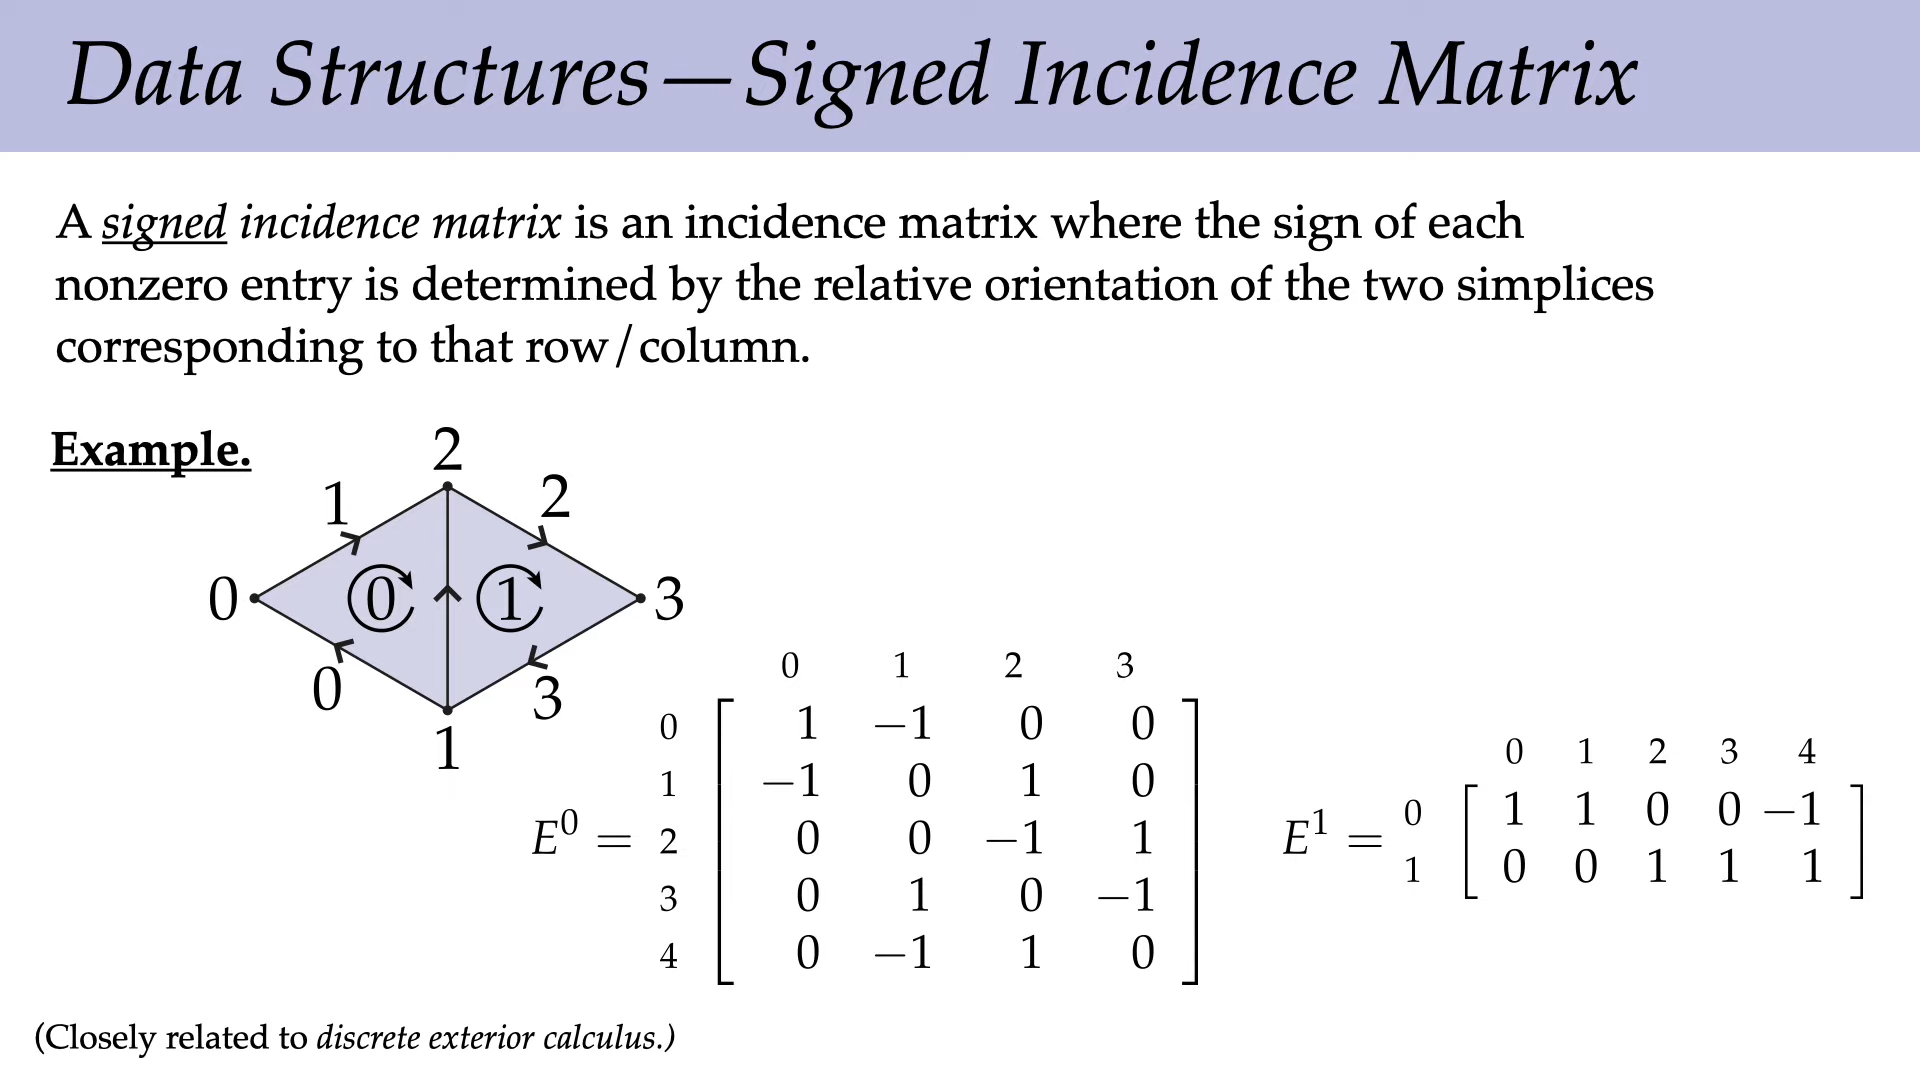 Data Structures—Signed Incidence Matrix
A signed incidence matrix is an incidence matrix where the sign of each
nonzero entry is determined by the relative orientation of the two simplices
corresponding to that row/column.
Example.
2
1 2
0 0 1 3
0 3
1
0 1 2 3
0 1 −1 0 0
1 −1 0 1 0
E⁰ = 2 0 0 −1 1
3 0 1 0 −1
4 0 −1 1 0
0 1 2 3 4
E¹ = 0 1 1 0 0 −1
1 0 0 1 1 1
(Closely related to discrete exterior calculus.)